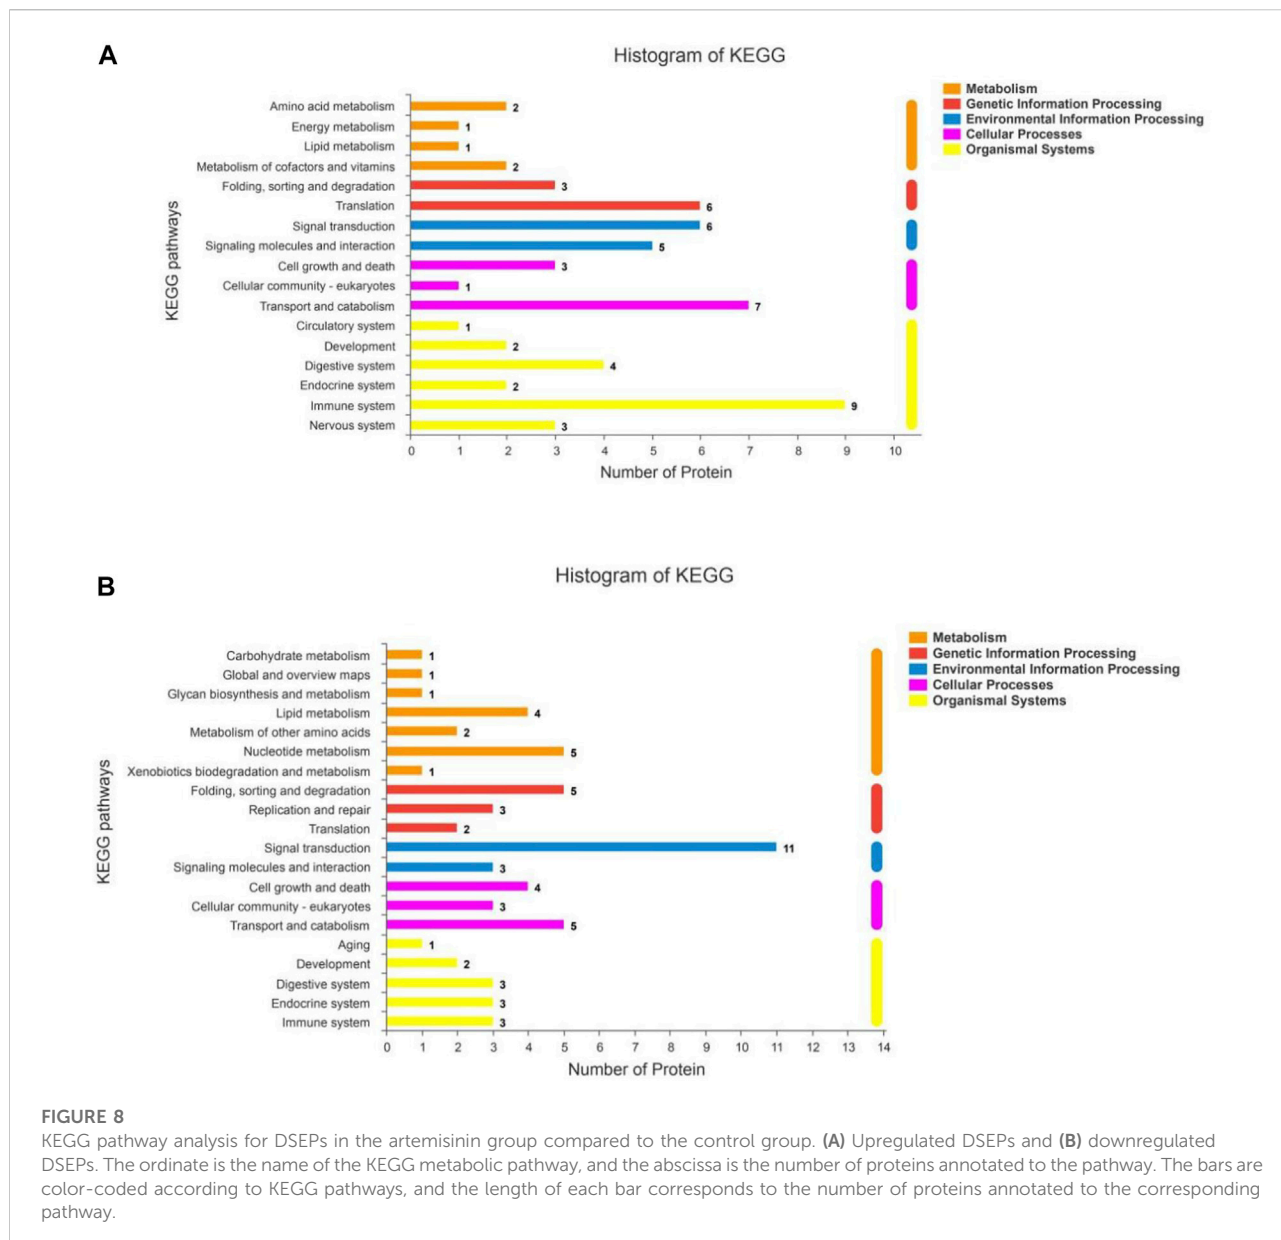 A
Histogram of KEGG
Metabolism
Genetic Information Processing
Environmental Information Processing
Cellular Processes
Organismal Systems
KEGG pathways
Amino acid metabolism 2
Energy metabolism 1
Lipid metabolism 1
Metabolism of cofactors and vitamins 2
Folding, sorting and degradation 3
Translation 6
Signal transduction 6
Signaling molecules and interaction 5
Cell growth and death 3
Cellular community - eukaryotes 1
Transport and catabolism 7
Circulatory system 1
Development 2
Digestive system 4
Endocrine system 2
Immune system 9
Nervous system 3
0 1 2 3 4 5 6 7 8 9 10
Number of Protein
B
Histogram of KEGG
Metabolism
Genetic Information Processing
Environmental Information Processing
Cellular Processes
Organismal Systems
KEGG pathways
Carbohydrate metabolism 1
Global and overview maps 1
Glycan biosynthesis and metabolism 1
Lipid metabolism 4
Metabolism of other amino acids 2
Nucleotide metabolism 5
Xenobiotics biodegradation and metabolism 1
Folding, sorting and degradation 5
Replication and repair 3
Translation 2
Signal transduction 11
Signaling molecules and interaction 3
Cell growth and death 4
Cellular community - eukaryotes 3
Transport and catabolism 5
Aging 1
Development 2
Digestive system 3
Endocrine system 3
Immune system 3
0 1 2 3 4 5 6 7 8 9 10 11 12 13 14
Number of Protein
FIGURE 8
KEGG pathway analysis for DSEPs in the artemisinin group compared to the control group. (A) Upregulated DSEPs and (B) downregulated
DSEPs. The ordinate is the name of the KEGG metabolic pathway, and the abscissa is the number of proteins annotated to the pathway. The bars are
color-coded according to KEGG pathways, and the length of each bar corresponds to the number of proteins annotated to the corresponding
pathway.